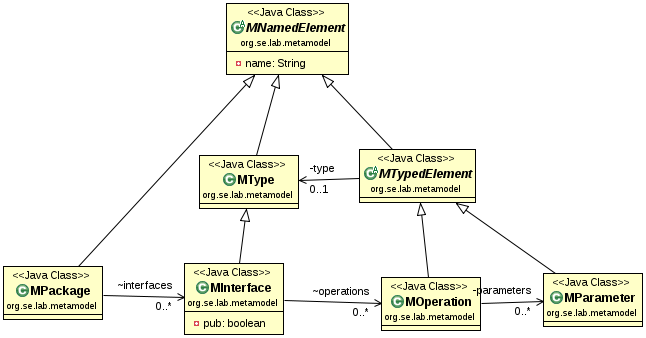 <<Java Class>>
MNamedElement
org.se.lab.metamodel
name: String
<<Java Class>>
MType
org.se.lab.metamodel
-type
0..1
<<Java Class>>
MTypedElement
org.se.lab.metamodel
<<Java Class>>
MPackage
org.se.lab.metamodel
~interfaces
0..*
<<Java Class>>
MInterface
org.se.lab.metamodel
pub: boolean
~operations
0..*
<<Java Class>>
MOperation
org.se.lab.metamodel
-parameters
0..*
<<Java Class>>
MParameter
org.se.lab.metamodel